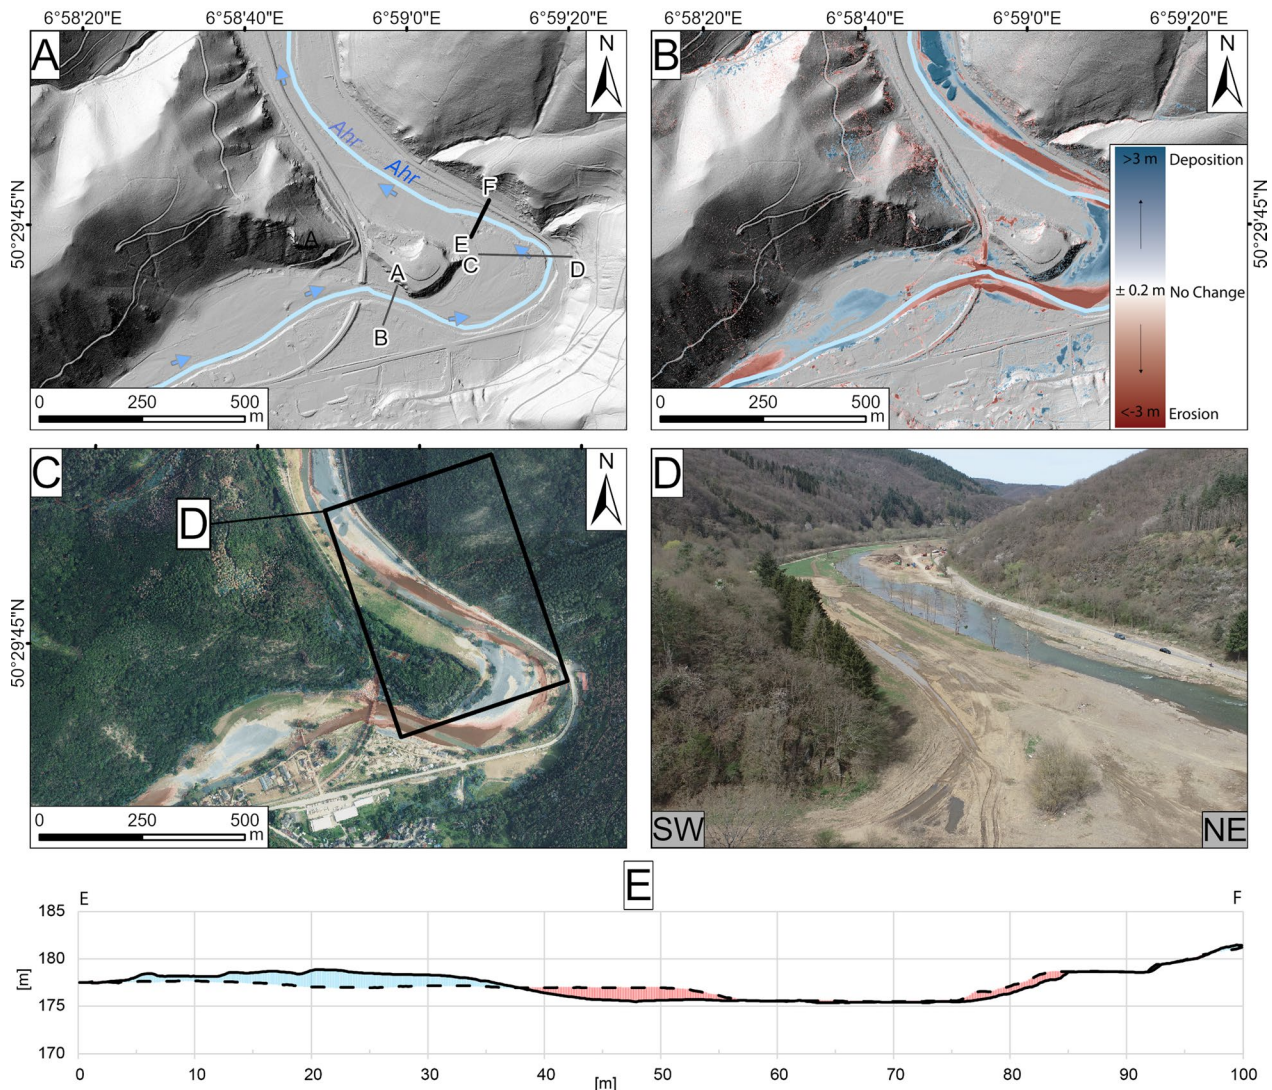 6°58'20"E 6°58'40"E 6°59'0"E 6°59'20"E 6°58'20"E 6°58'40"E 6°59'0"E 6°59'20"E
A
N
Ahr
Ahr
F
E
C
D
A
A
B
50°29'45"N
0 250 500
m
B
N
>3 m Deposition
± 0.2 m No Change
<-3 m Erosion
50°29'45"N
0 250 500
m
C
N
D
50°29'45"N
0 250 500
m
D
SW NE
E
E F
185
180
175
170
[m]
0 10 20 30 40 50 60 70 80 90 100
[m]